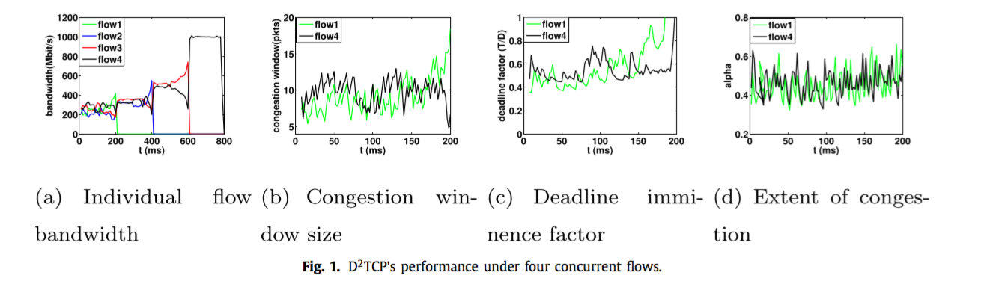 1200
1000
800
600
400
200
0
bandwidth(Mbit/s)
flow1
flow2
flow3
flow4
0 200 400 600 800
t (ms)
20
15
10
5
congestion window(pkts)
flow1
flow4
0 50 100 150 200
t (ms)
1
0.8
0.6
0.4
0.2
0
deadline factor (T/D)
flow1
flow4
0 50 100 150 200
t (ms)
0.8
0.6
0.4
0.2
alpha
flow1
flow4
0 50 100 150 200
t (ms)
(a) Individual flow
bandwidth
(b) Congestion win-
dow size
(c) Deadline immi-
nence factor
(d) Extent of conges-
tion
Fig. 1. D²TCP's performance under four concurrent flows.